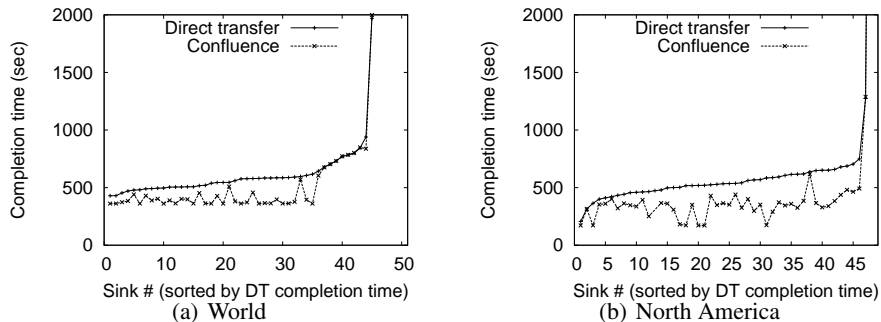 2000
1500
1000
500
0
Completion time (sec)
Direct transfer
Confluence
0 10 20 30 40 50
Sink # (sorted by DT completion time)
(a) World
2000
1500
1000
500
0
Completion time (sec)
Direct transfer
Confluence
0 5 10 15 20 25 30 35 40 45
Sink # (sorted by DT completion time)
(b) North America